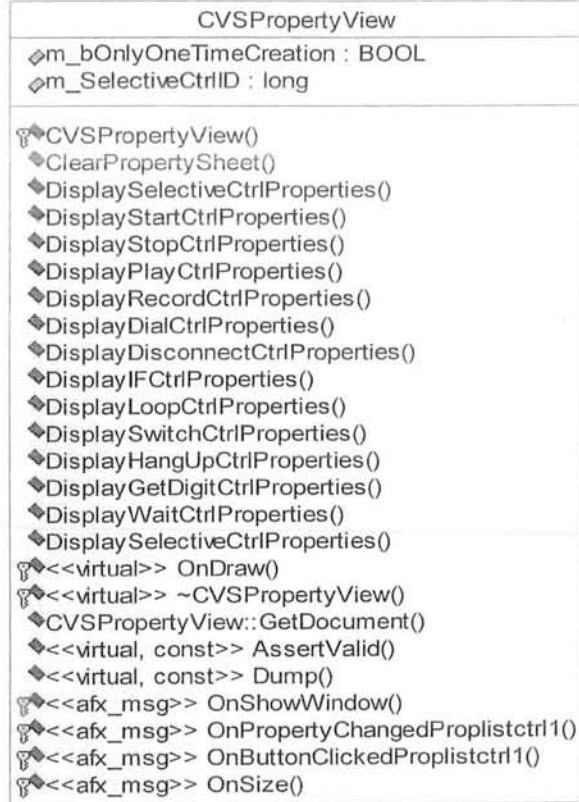 CVSPropertyView
m_bOnlyOneTimeCreation : BOOL
m_SelectiveCtrlID : long
CVSPropertyView()
ClearPropertySheet()
DisplaySelectiveCtrlProperties()
DisplayStartCtrlProperties()
DisplayStopCtrlProperties()
DisplayPlayCtrlProperties()
DisplayRecordCtrlProperties()
DisplayDialCtrlProperties()
DisplayDisconnectCtrlProperties()
DisplayIFCtrlProperties()
DisplayLoopCtrlProperties()
DisplaySwitchCtrlProperties()
DisplayHangUpCtrlProperties()
DisplayGetDigitCtrlProperties()
DisplayWaitCtrlProperties()
DisplaySelectiveCtrlProperties()
<<virtual>> OnDraw()
<<virtual>> ~CVSPropertyView()
CVSPropertyView::GetDocument()
<<virtual, const>> AssertValid()
<<virtual, const>> Dump()
<<afx_msg>> OnShowWindow()
<<afx_msg>> OnPropertyChangedProplistctrl1()
<<afx_msg>> OnButtonClickedProplistctrl1()
<<afx_msg>> OnSize()